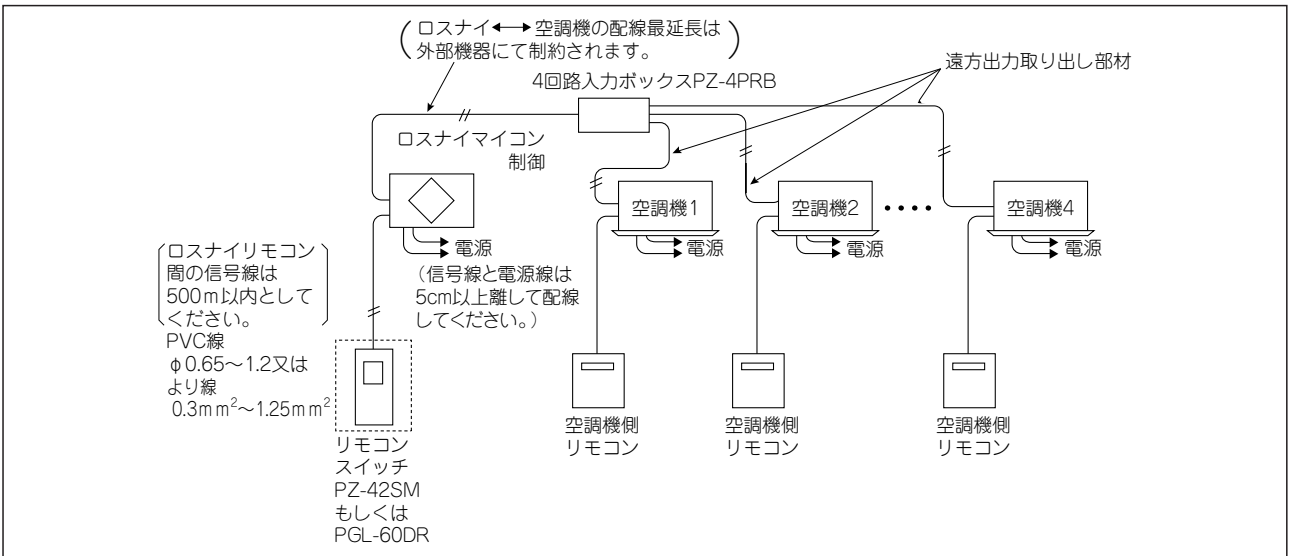 ロスナイ⟷空調機の配線最延長は
外部機器にて制約されます。
4回路入力ボックスPZ-4PRB
遠方出力取り出し部材
ロスナイマイコン
制御
空調機1
空調機2
••••
空調機4
電源
電源
電源
電源
(ロスナイリモコン
間の信号線は
500m以内として
ください。)
PVC線
φ0.65〜1.2又は
より線
0.3mm²〜1.25mm²
(信号線と電源線は
5cm以上離して配線
してください。)
リモコン
スイッチ
PZ-42SM
もしくは
PGL-60DR
空調機側
リモコン
空調機側
リモコン
空調機側
リモコン